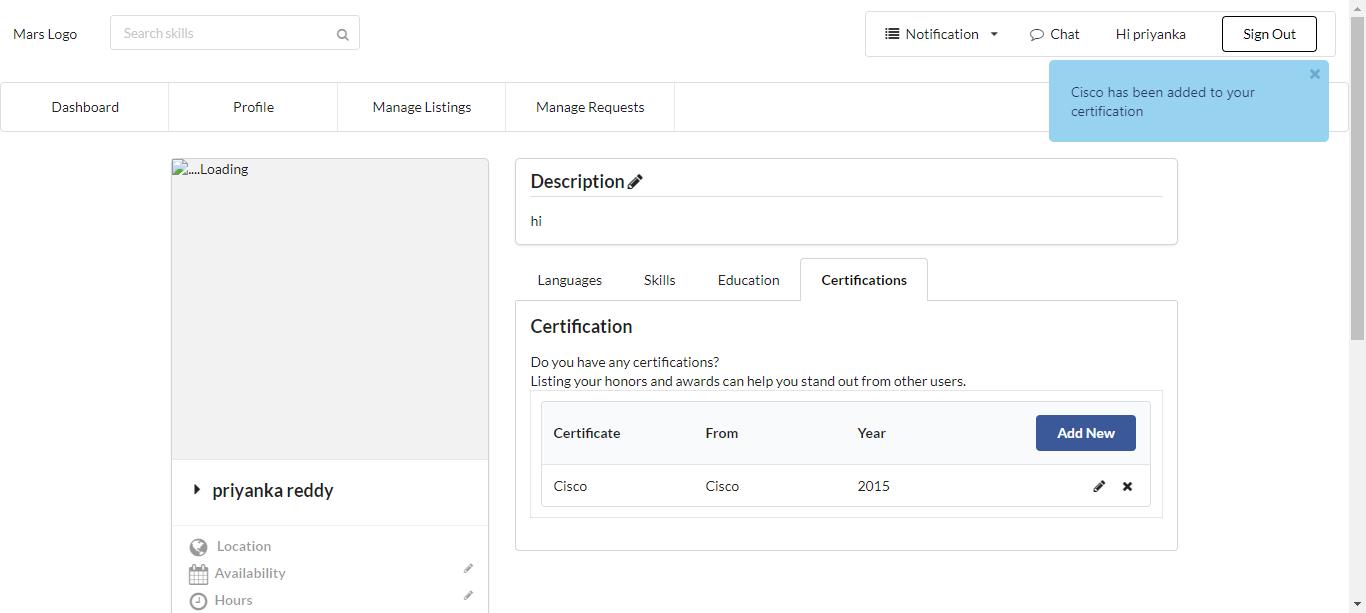 Mars Logo
Search skills
Notification
Chat
Hi priyanka
Sign Out
Cisco has been added to your
certification
Dashboard
Profile
Manage Listings
Manage Requests
....Loading
priyanka reddy
Location
Availability
Hours
Description
hi
Languages
Skills
Education
Certifications
Certification
Do you have any certifications?
Listing your honors and awards can help you stand out from other users.
Certificate From Year Add New
Cisco Cisco 2015